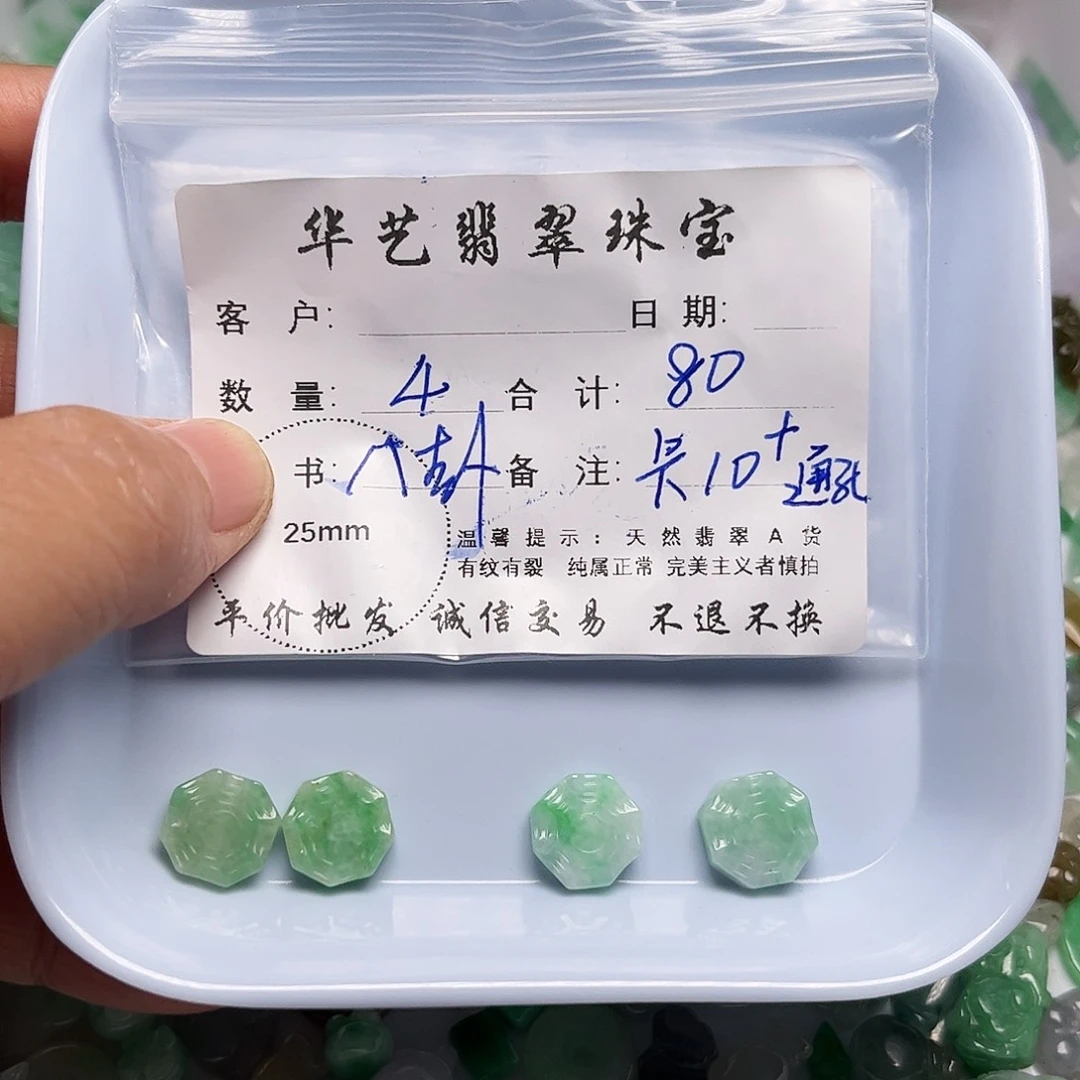 华艺翡翠珠宝
客 户: 日 期:
数 量: 4 合 计: 80
书: 八卦 备 注: 长10+通孔
25mm
温馨提示：天然翡翠A货
有纹有裂 纯属正常 完美主义者慎拍
平价批发 诚信交易 不退不换